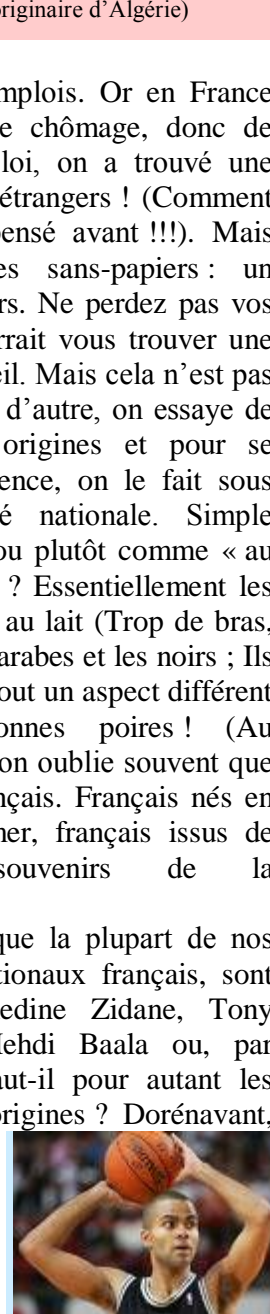 originaire d’Algérie)
mplois. Or en France
e chômage, donc de
loi, on a trouvé une
étrangers ! (Comment
pensé avant !!!). Mais
es sans-papiers : un
rs. Ne perdez pas vos
rrait vous trouver une
eil. Mais cela n’est pas
d’autre, on essaye de
origines et pour se
ence, on le fait sous
é nationale. Simple
ou plutôt comme « au
? Essentiellement les
au lait (Trop de bras,
arabes et les noirs ; Ils
out un aspect différent
onnes poires ! (Au
on oublie souvent que
nçais. Français nés en
mer, français issus de
souvenirs de la
que la plupart de nos
tionaux français, sont
edine Zidane, Tony
Mehdi Baala ou, par
aut-il pour autant les
origines ? Dorénavant,